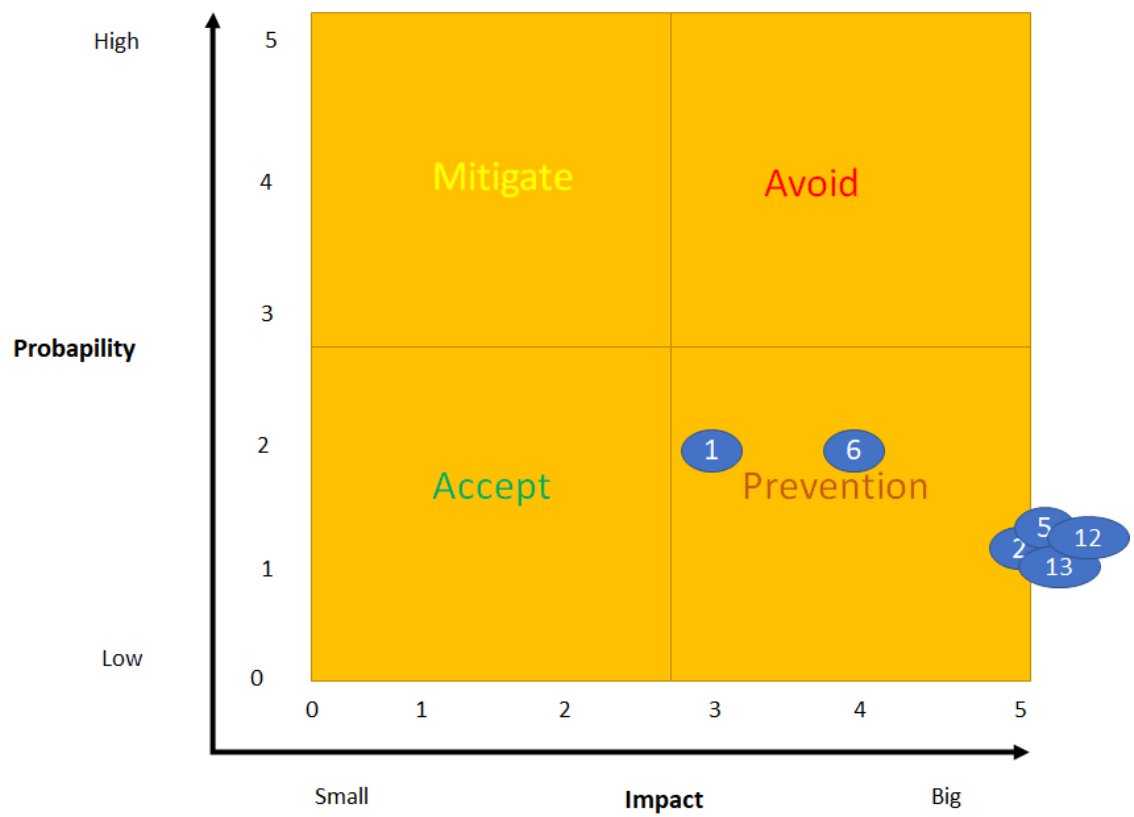 High
5
Mitigate
Avoid
4
3
Probapility
2
1
6
Accept
Prevention
5
2
12
13
1
Low
0
0 1 2 3 4 5
Small Impact Big